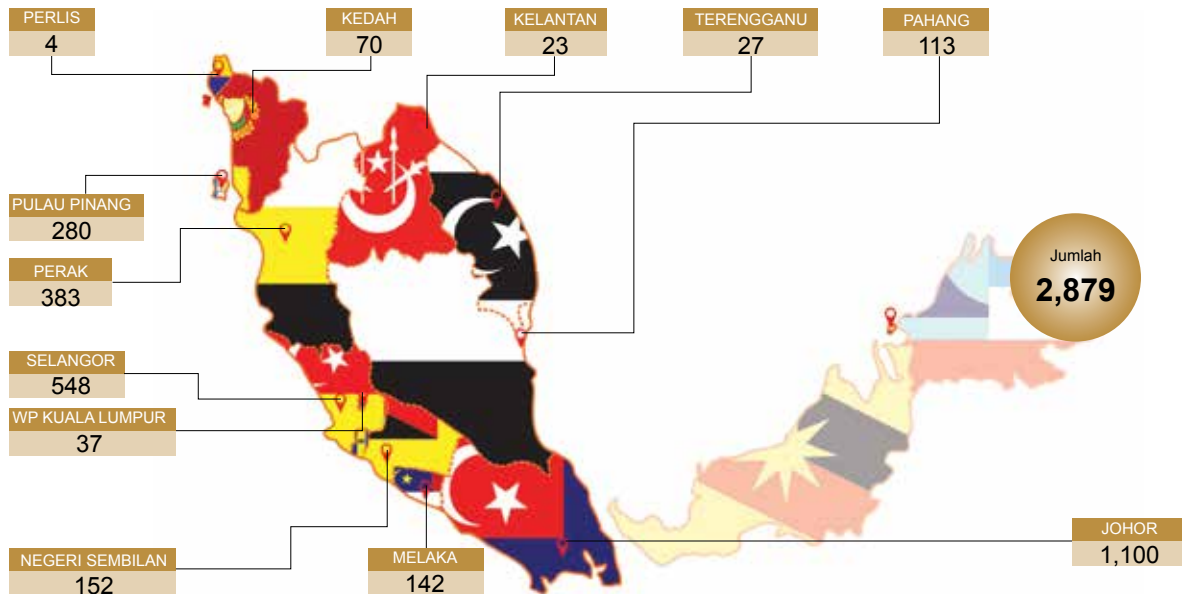 PERLIS
4
KEDAH
70
KELANTAN
23
TERENGGANU
27
PAHANG
113
PULAU PINANG
280
PERAK
383
Jumlah
2,879
SELANGOR
548
WP KUALA LUMPUR
37
NEGERI SEMBILAN
152
MELAKA
142
JOHOR
1,100